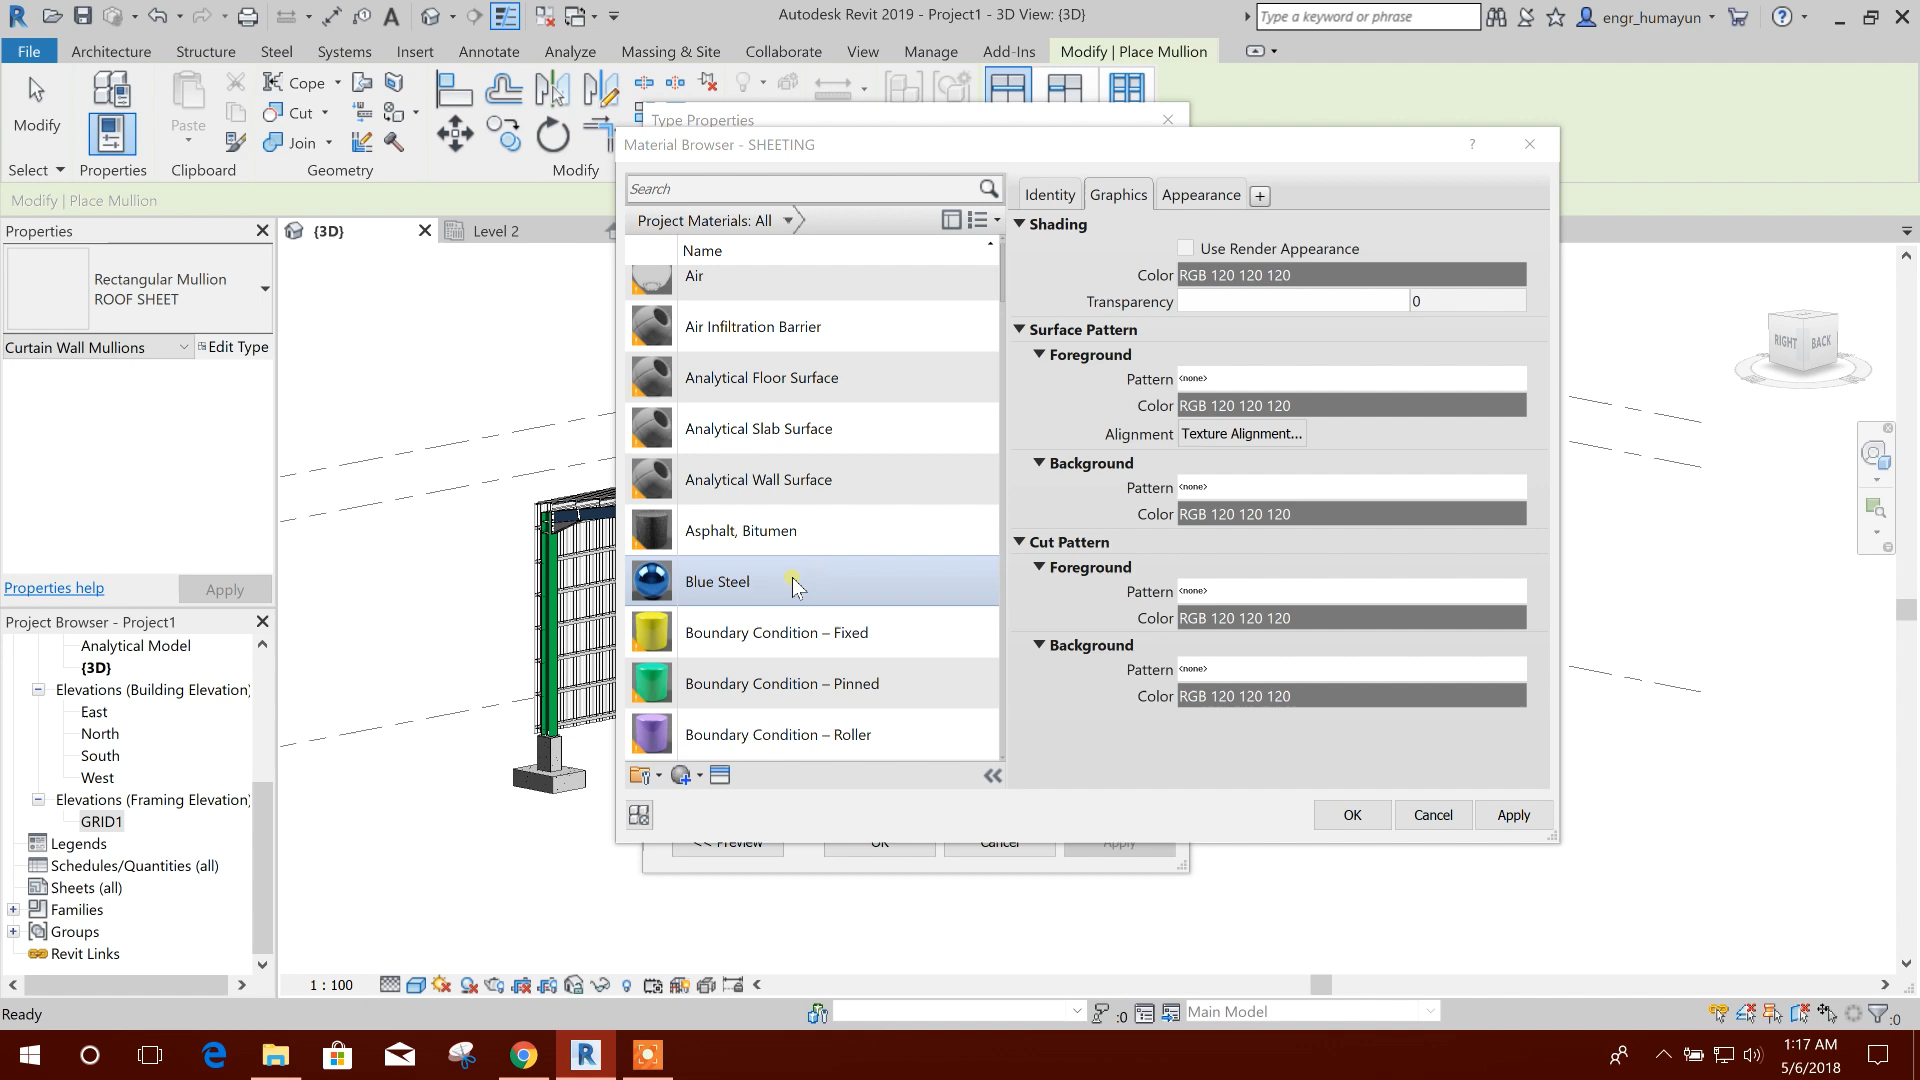 Autodesk Revit 2019 - Project1 - 3D View: {3D}
Type a keyword or phrase
engr_humayun
File Architecture Structure Steel Systems Insert Annotate Analyze Massing & Site Collaborate View Manage Add-Ins Modify | Place Mullion
Modify
Paste
Cope
Cut
Join
Select Properties Clipboard Geometry Modify
Modify | Place Mullion
Type Properties
Material Browser - SHEETING
Properties
{3D}
Level 2
Rectangular Mullion
ROOF SHEET
Curtain Wall Mullions
Edit Type
Properties help
Apply
Project Browser - Project1
Analytical Model
{3D}
Elevations (Building Elevation)
East
North
South
West
Elevations (Framing Elevation)
GRID1
Legends
Schedules/Quantities (all)
Sheets (all)
Families
Groups
Revit Links
Search
Project Materials: All
Name
Air
Air Infiltration Barrier
Analytical Floor Surface
Analytical Slab Surface
Analytical Wall Surface
Asphalt, Bitumen
Blue Steel
Boundary Condition – Fixed
Boundary Condition – Pinned
Boundary Condition – Roller
Identity Graphics Appearance
Shading
Use Render Appearance
Color RGB 120 120 120
Transparency 0
Surface Pattern
Foreground
Pattern <none>
Color RGB 120 120 120
Alignment Texture Alignment...
Background
Pattern <none>
Color RGB 120 120 120
Cut Pattern
Foreground
Pattern <none>
Color RGB 120 120 120
Background
Pattern <none>
Color RGB 120 120 120
OK Cancel Apply
<< Preview OK Cancel Apply
RIGHT BACK
1 : 100
Ready
:0
Main Model
:0
1:17 AM
5/6/2018